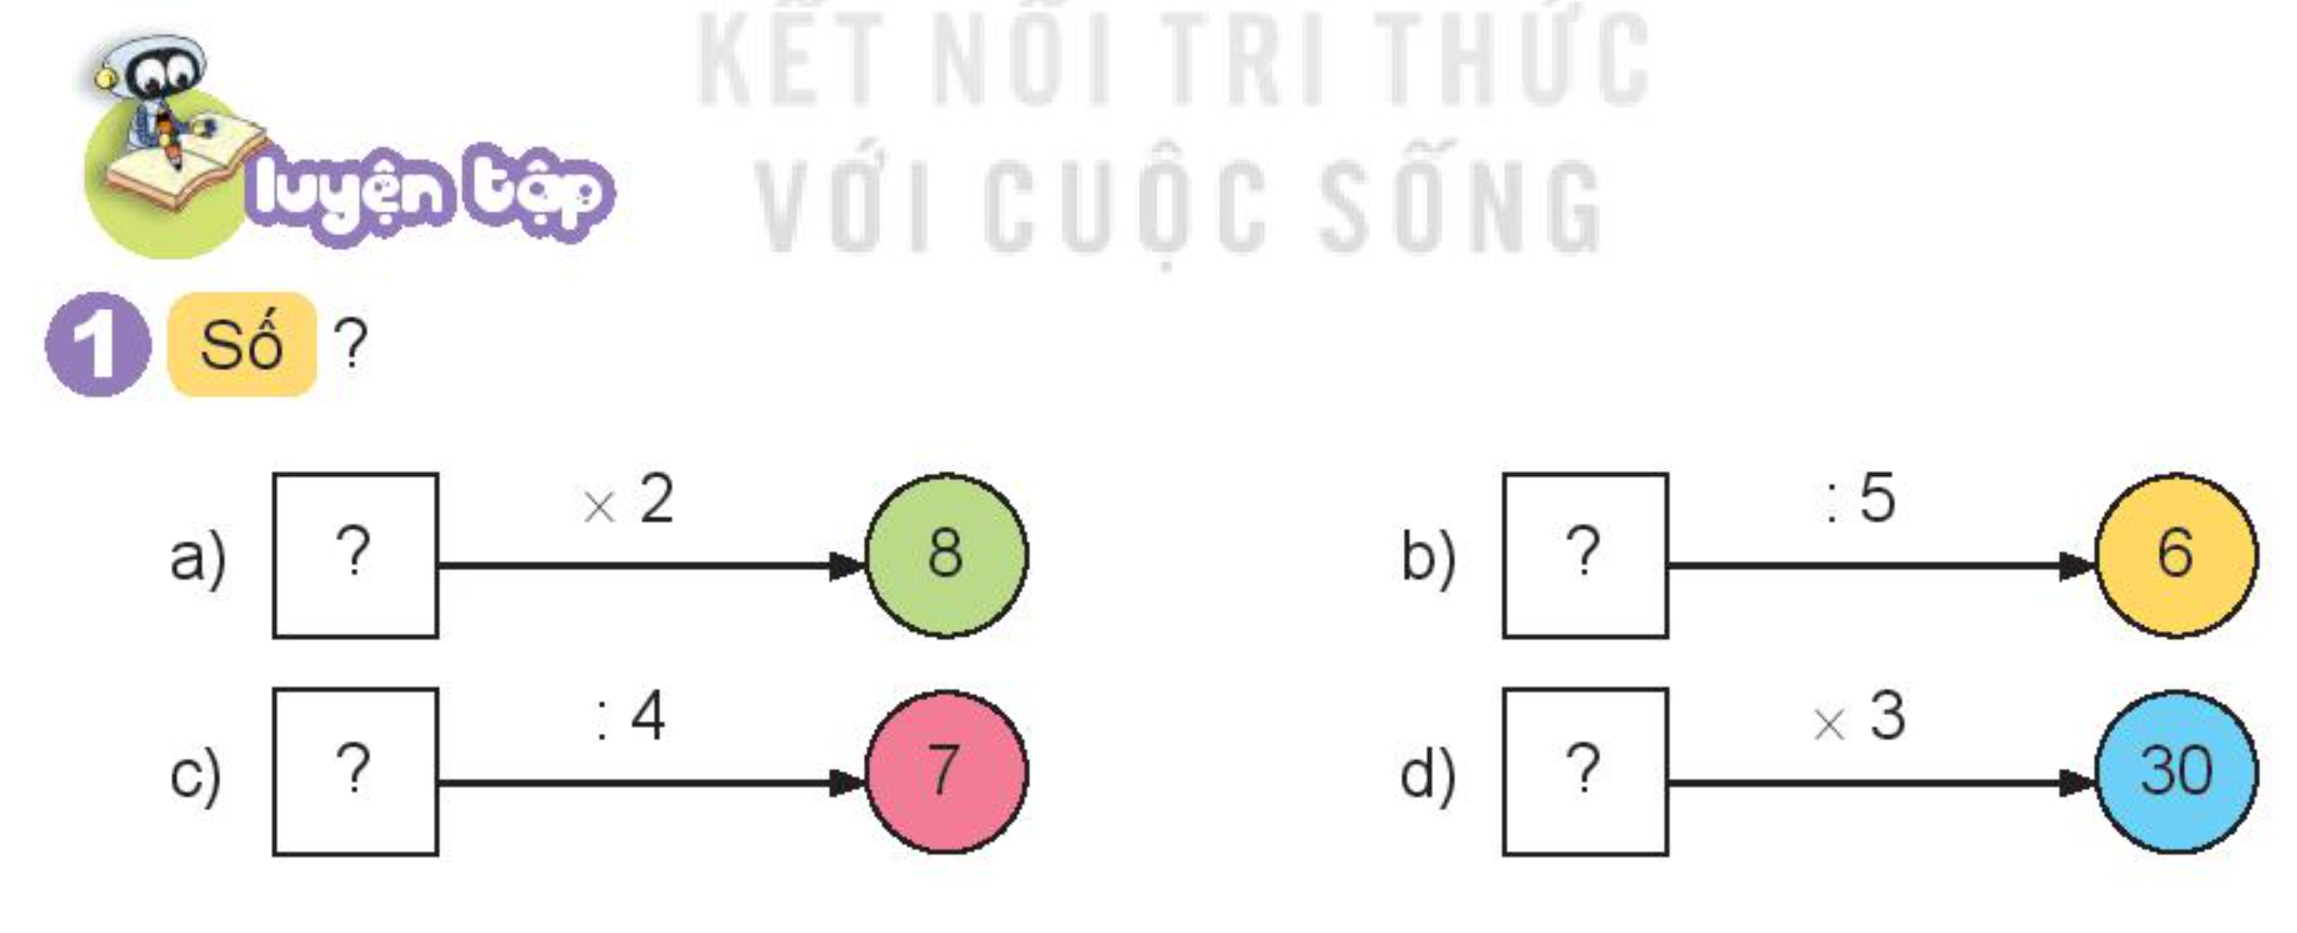 KẾT NỐI TRI THỨC
VỚI CUỘC SỐNG
luyện tập
1 Số ?
a) ? × 2 8
b) ? : 5 6
c) ? : 4 7
d) ? × 3 30